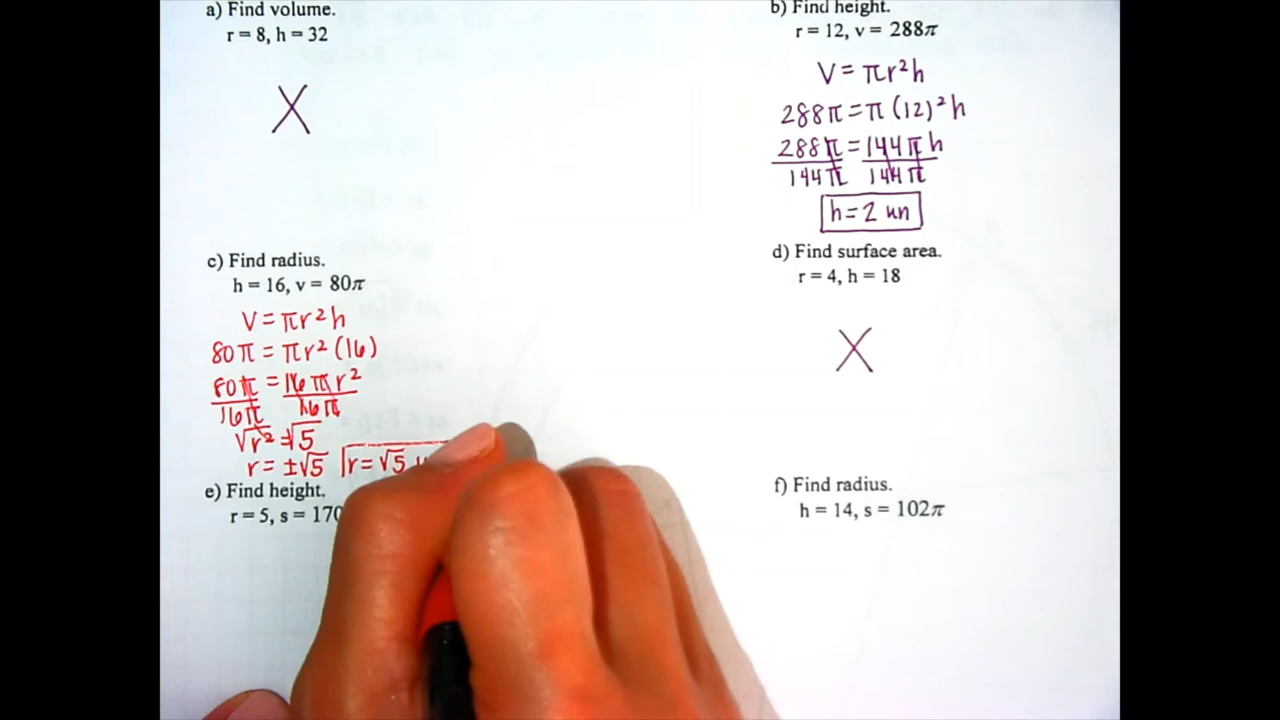 a) Find volume.
r = 8, h = 32
X
b) Find height.
r = 12, v = 288π
V = πr²h
288π = π(12)²h
288π = 144πh
144π 144π
h = 2 un
c) Find radius.
h = 16, v = 80π
V = πr²h
80π = πr²(16)
80π = 16πr²
16π 16π
√r² = √5
r = ±√5 r = √5
d) Find surface area.
r = 4, h = 18
X
e) Find height.
r = 5, s = 170
f) Find radius.
h = 14, s = 102π